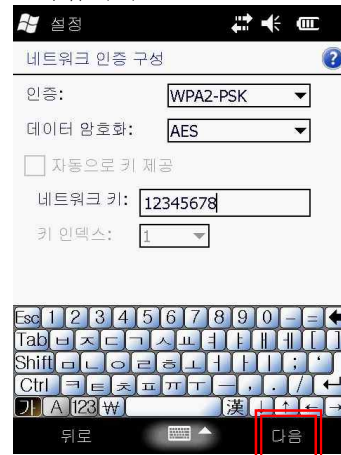 설정
네트워크 인증 구성
인증: WPA2-PSK
데이터 암호화: AES
자동으로 키 제공
네트워크 키: 12345678
키 인덱스: 1
Esc 1 2 3 4 5 6 7 8 9 0 - =
Tab ㅂ ㅈ ㄷ ㄱ ㅅ ㅛ ㅕ ㅑ ㅐ ㅔ [ ]
Shift ㅁ ㄴ ㅇ ㄹ ㅎ ㅗ ㅓ ㅏ ㅣ ; '
Ctrl ㅋ ㅌ ㅊ ㅍ ㅠ ㅜ ㅡ , . /
가 A 123 ₩ 漢
뒤로 다음